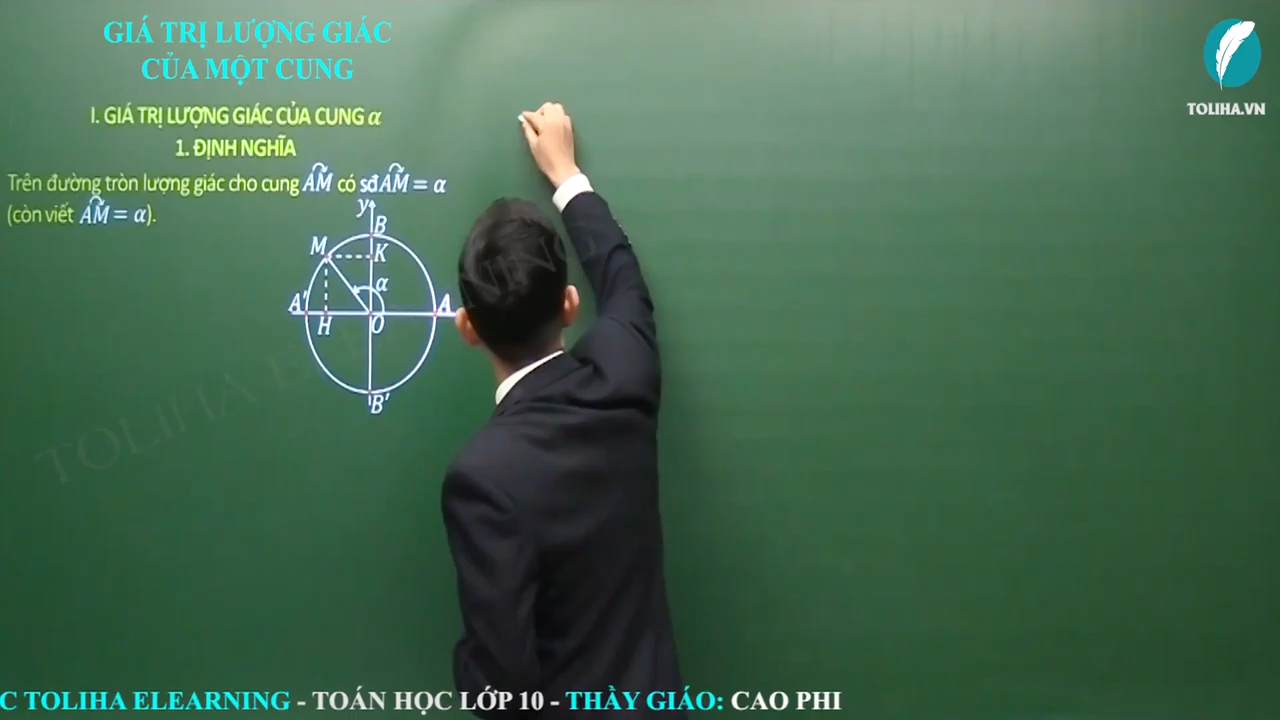 GIÁ TRỊ LƯỢNG GIÁC
CỦA MỘT CUNG
TOLIHA.VN
I. GIÁ TRỊ LƯỢNG GIÁC CỦA CUNG α
1. ĐỊNH NGHĨA
Trên đường tròn lượng giác cho cung AM có sđAM = α
(còn viết AM = α).
y
B
M
K
α
A'
A
H
O
B'
TOLIHA
C TOLIHA ELEARNING - TOÁN HỌC LỚP 10 - THẦY GIÁO: CAO PHI